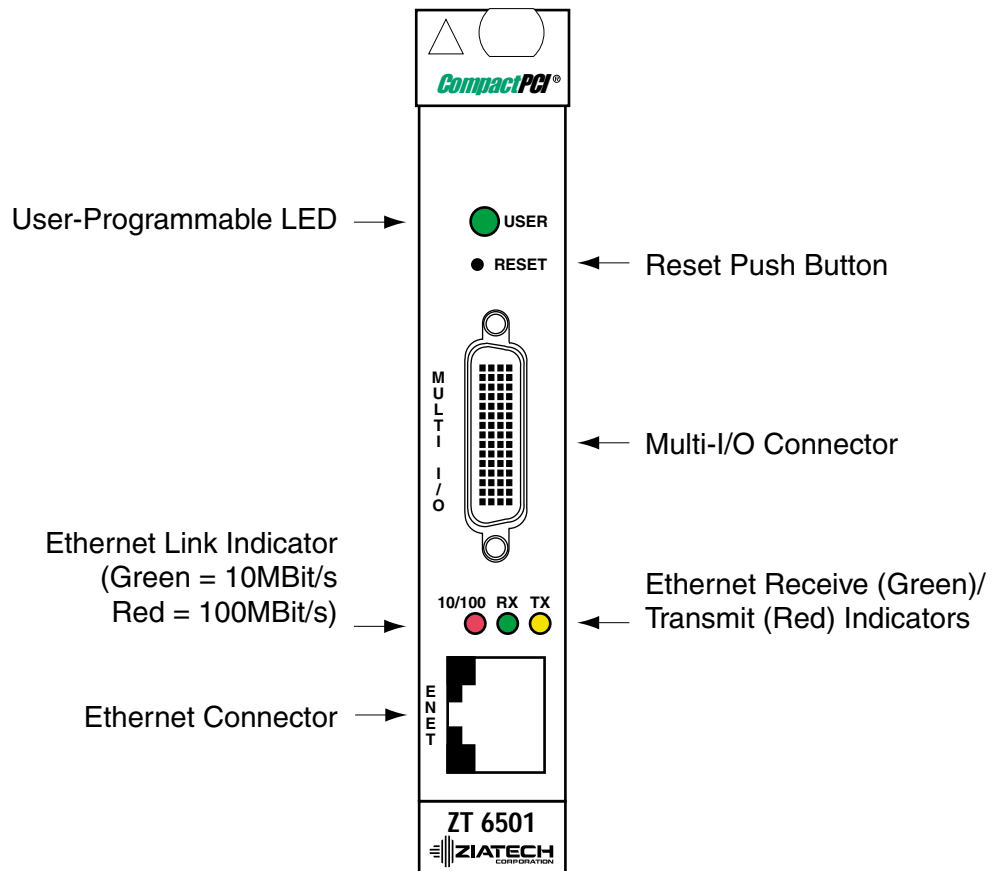 CompactPCI®
User-Programmable LED
USER
RESET
Reset Push Button
MULTI I/O
Multi-I/O Connector
Ethernet Link Indicator
(Green = 10MBit/s
Red = 100MBit/s)
10/100 RX TX
Ethernet Receive (Green)/
Transmit (Red) Indicators
ENET
Ethernet Connector
ZT 6501
ZIATECH
CORPORATION